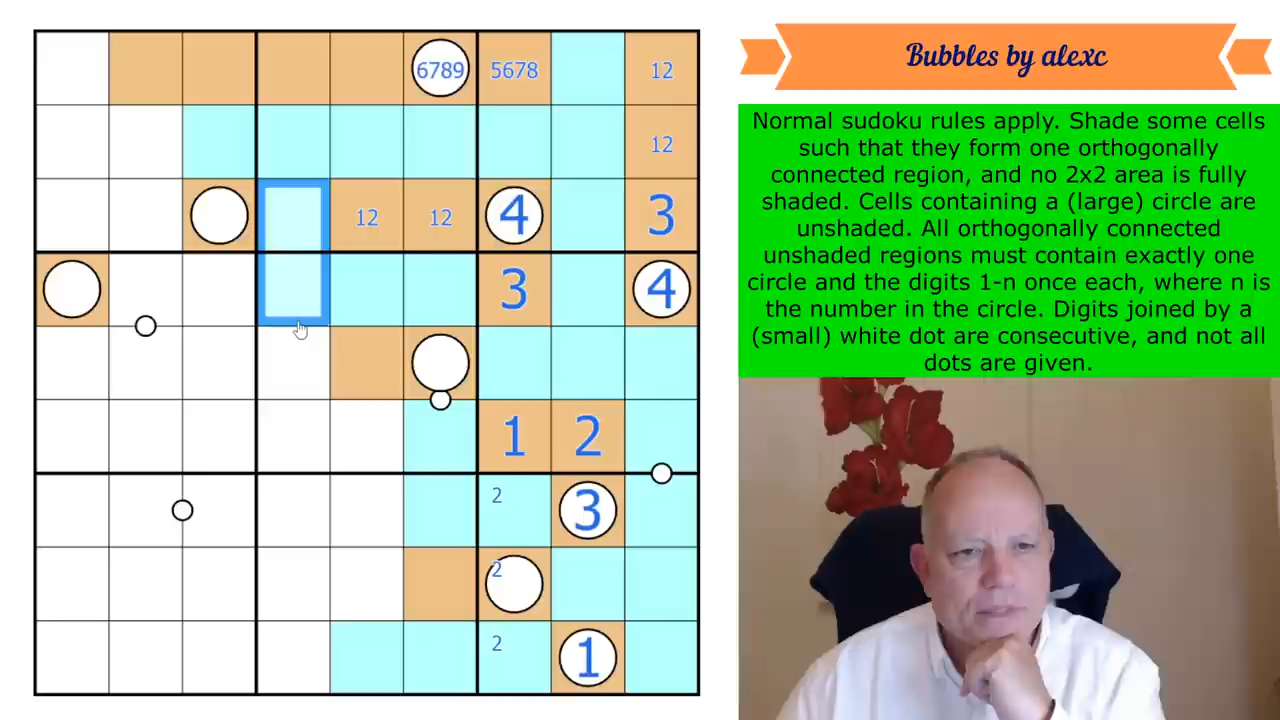 Bubbles by alexc
Normal sudoku rules apply. Shade some cells
such that they form one orthogonally
connected region, and no 2x2 area is fully
shaded. Cells containing a (large) circle are
unshaded. All orthogonally connected
unshaded regions must contain exactly one
circle and the digits 1-n once each, where n is
the number in the circle. Digits joined by a
(small) white dot are consecutive, and not all
dots are given.
6789 5678 12
12
12 12 4 3
3 4
1 2
2 3
2
2 1